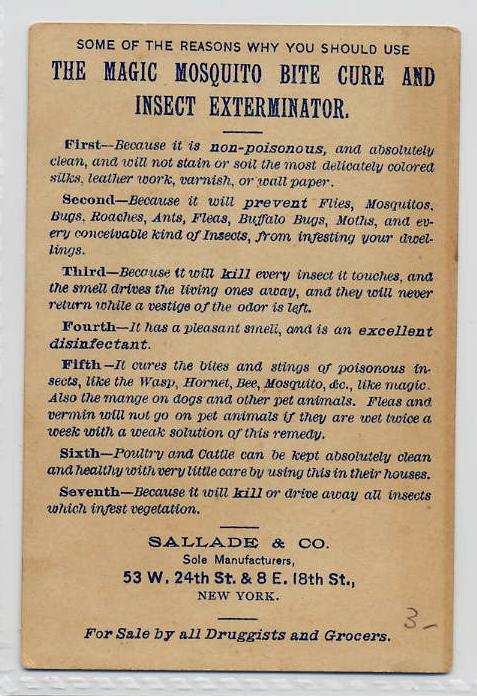 SOME OF THE REASONS WHY YOU SHOULD USE
THE MAGIC MOSQUITO BITE CURE AND
INSECT EXTERMINATOR.
First—Because it is non-poisonous, and absolutely
clean, and will not stain or soil the most delicately colored
silks, leather work, varnish, or wall paper.
Second—Because it will prevent Flies, Mosquitos,
Bugs, Roaches, Ants, Fleas, Buffalo Bugs, Moths, and ev-
ery conceivable kind of Insects, from infesting your dwel-
lings.
Third—Because it will kill every insect it touches, and
the smell drives the living ones away, and they will never
return while a vestige of the odor is left.
Fourth—It has a pleasant smell, and is an excellent
disinfectant.
Fifth—It cures the bites and stings of poisonous in-
sects, like the Wasp, Hornet, Bee, Mosquito, &c., like magic.
Also the mange on dogs and other pet animals. Fleas and
vermin will not go on pet animals if they are wet twice a
week with a weak solution of this remedy.
Sixth—Poultry and Cattle can be kept absolutely clean
and healthy with very little care by using this in their houses.
Seventh—Because it will kill or drive away all insects
which infest vegetation.
SALLADE & CO.
Sole Manufacturers,
53 W. 24th St. & 8 E. 18th St.,
NEW YORK.
3-
For Sale by all Druggists and Grocers.